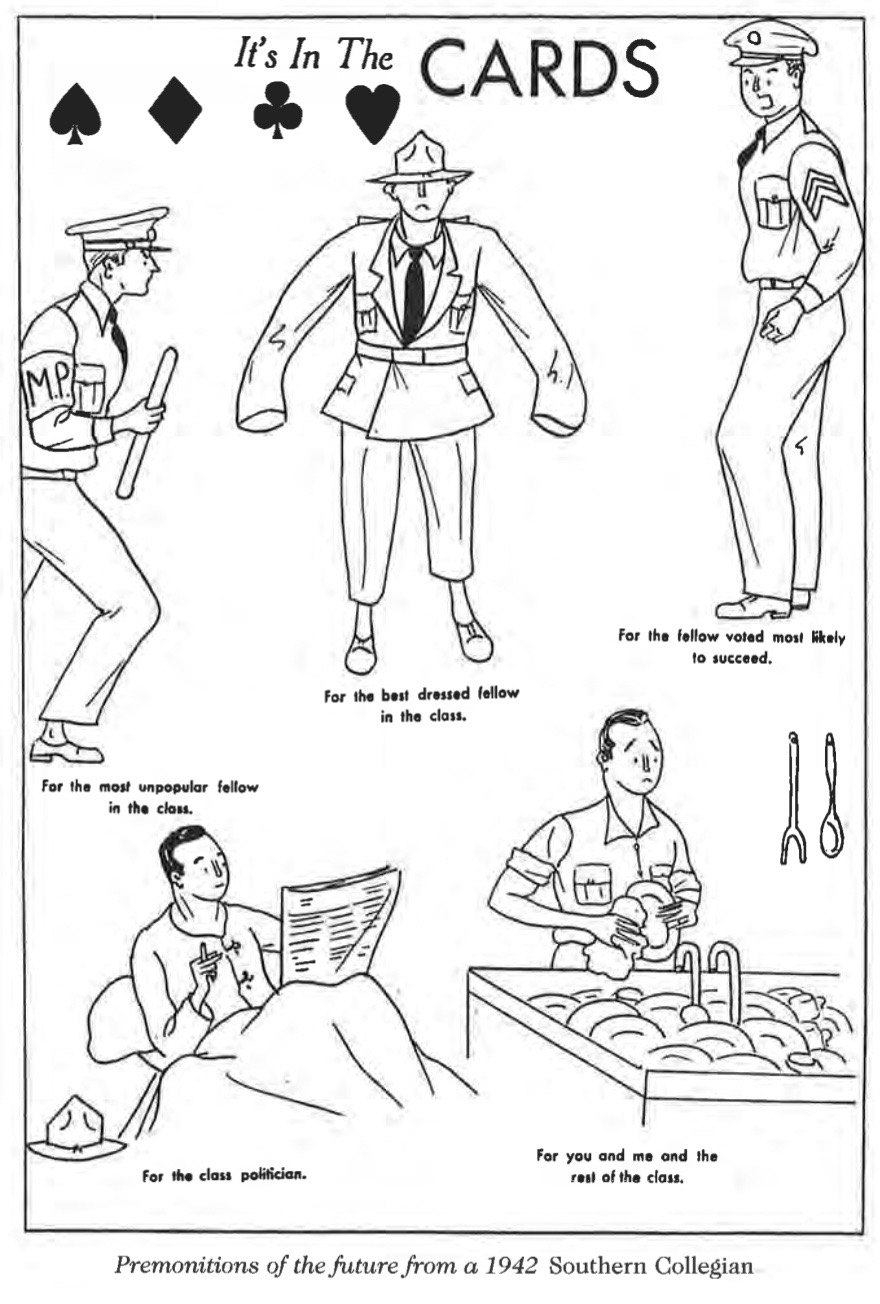 It's In The CARDS
M.P.
For the best dressed fellow
in the class.
For the fellow voted most likely
to succeed.
For the most unpopular fellow
in the class.
For the class politician.
For you and me and the
rest of the class.
Premonitions of the future from a 1942 Southern Collegian